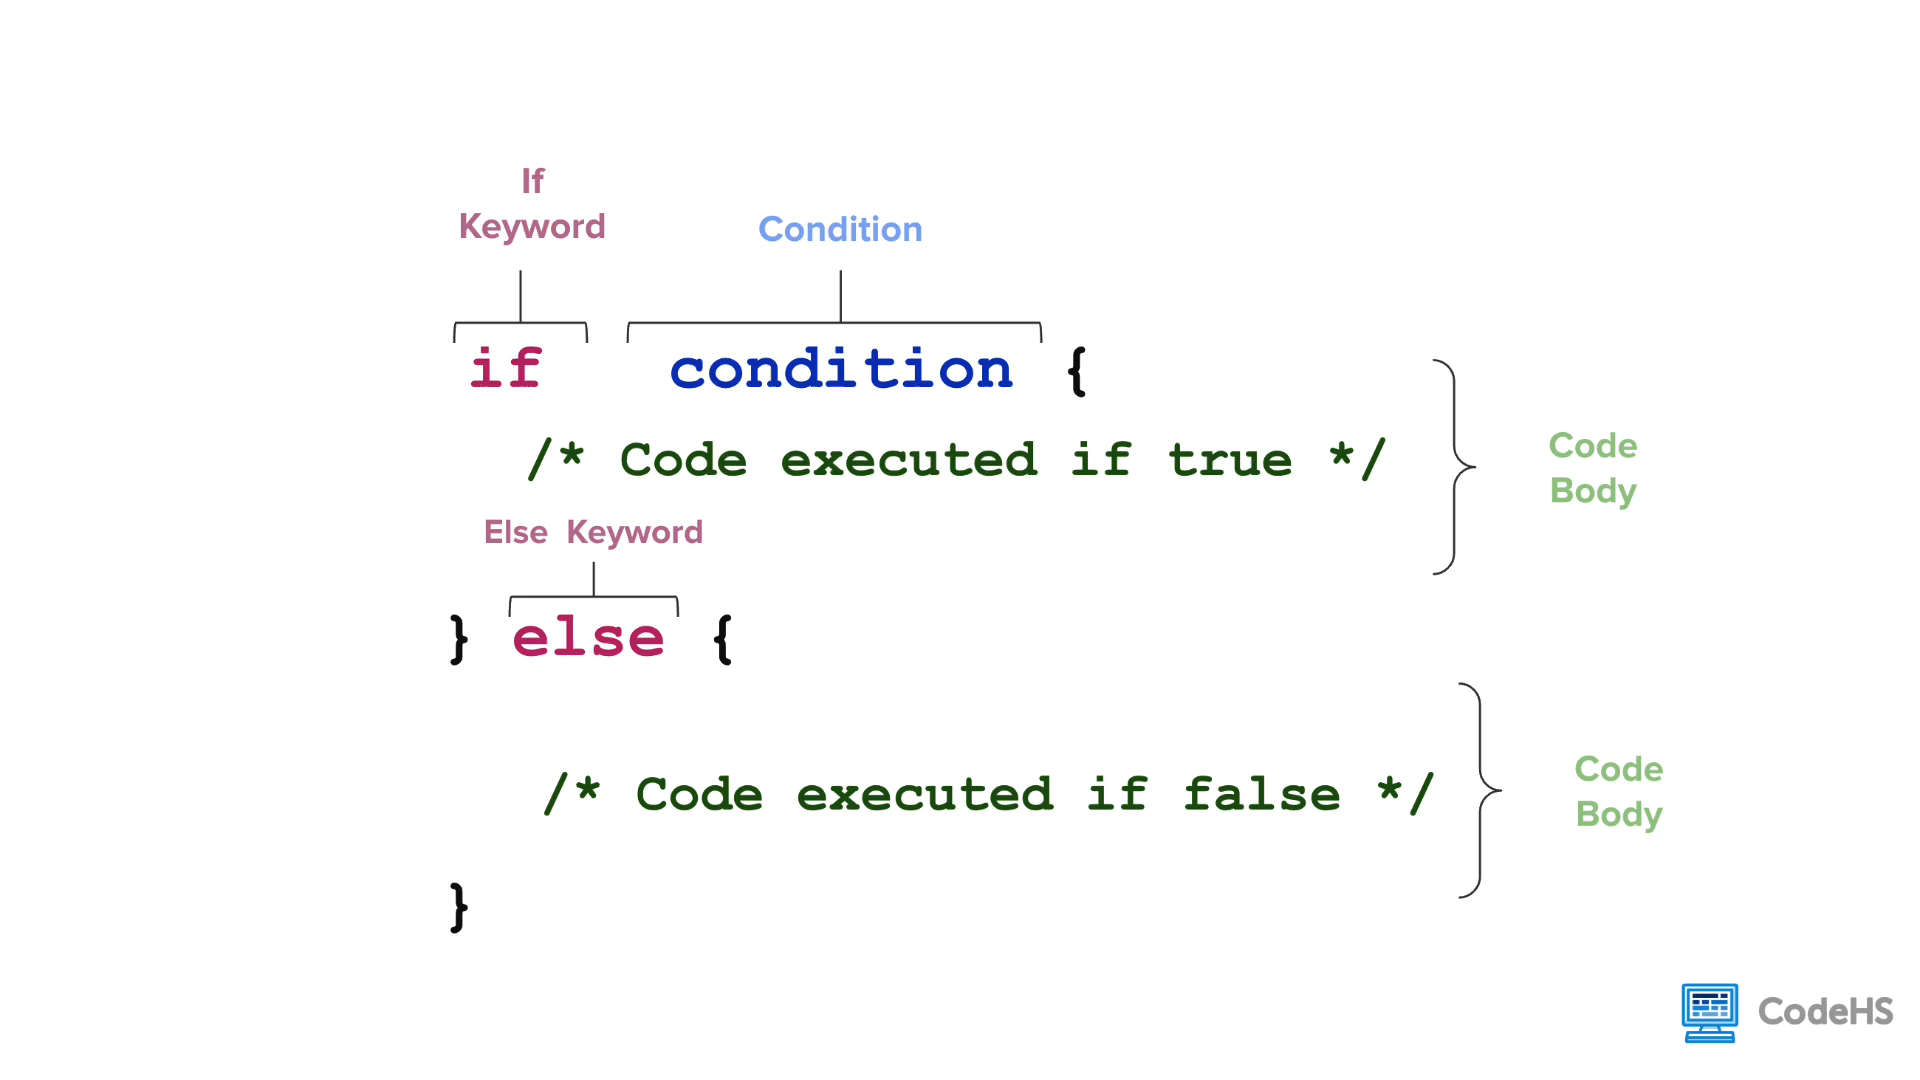 If
Keyword
Condition
if condition {
/* Code executed if true */
Code
Body
Else Keyword
} else {
/* Code executed if false */
Code
Body
}
CodeHS